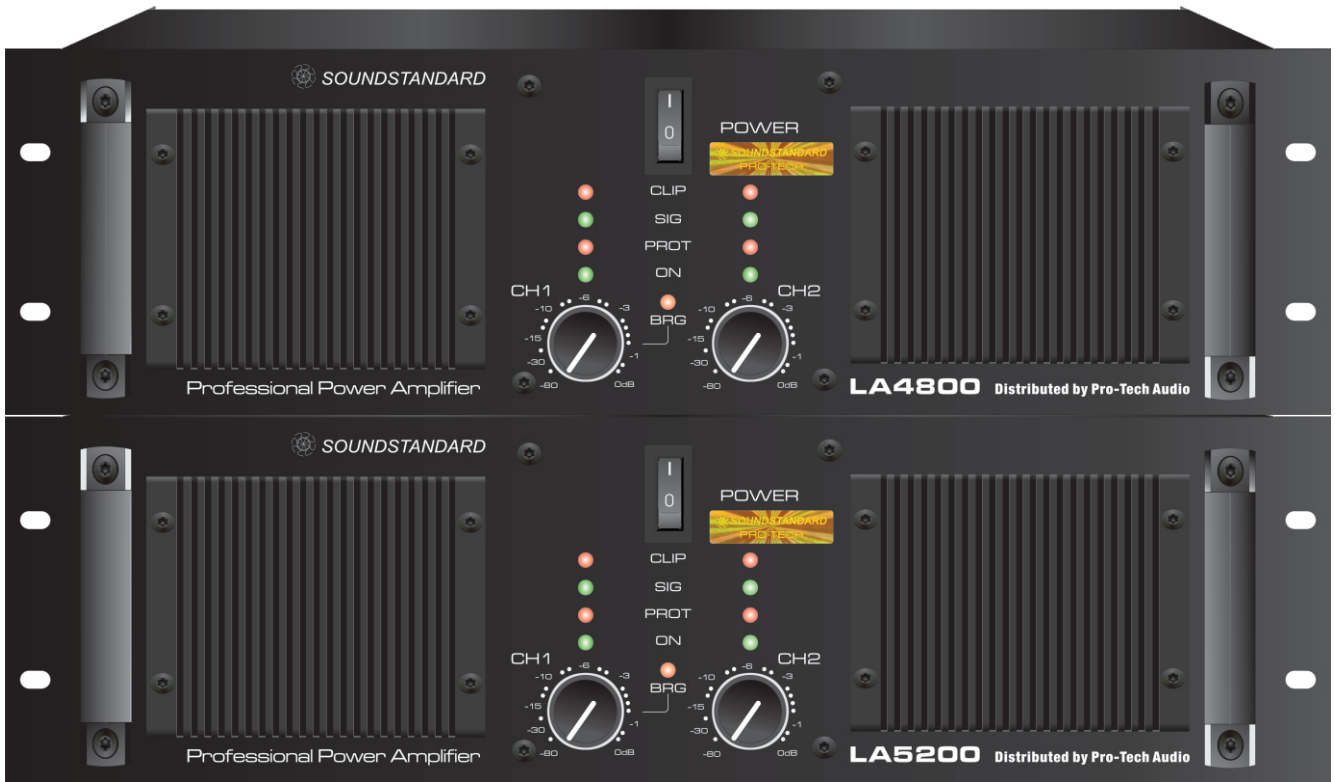 SOUNDSTANDARD
I
0
POWER
SOUNDSTANDARD
PRO-TECH
CLIP
SIG
PROT
ON
CH1
CH2
BRG
-80 -30 -15 -10 -6 -3 -1 0dB
-80 -30 -15 -10 -6 -3 -1 0dB
Professional Power Amplifier
LA4800 Distributed by Pro-Tech Audio
SOUNDSTANDARD
I
0
POWER
SOUNDSTANDARD
PRO-TECH
CLIP
SIG
PROT
ON
CH1
CH2
BRG
-80 -30 -15 -10 -6 -3 -1 0dB
-80 -30 -15 -10 -6 -3 -1 0dB
Professional Power Amplifier
LA5200 Distributed by Pro-Tech Audio